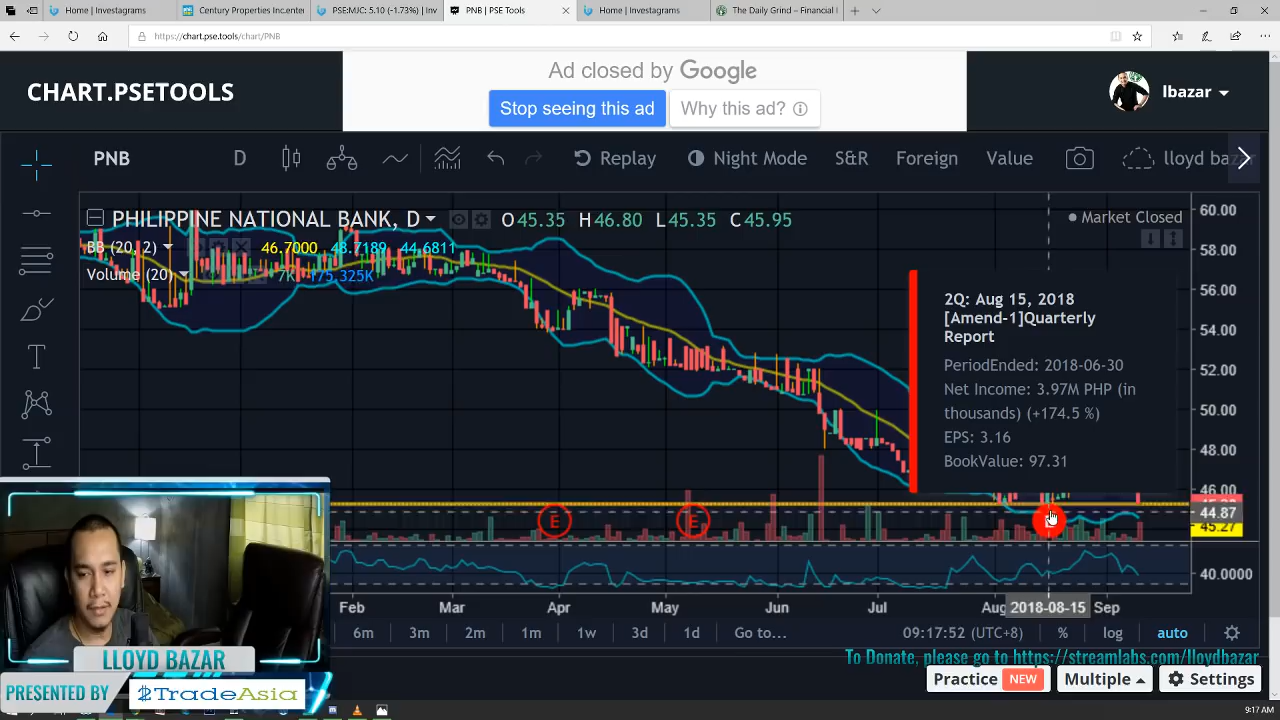 Home | Investagrams
Century Properties Incenter
PSE:MIC: 5.10 (-1.73%) | Inv
PNB | PSE Tools
Home | Investagrams
The Daily Grind – Financial I
https://chart.pse.tools/chart/PNB
CHART.PSETOOLS
Ad closed by Google
Stop seeing this ad
Why this ad?
lbazar
PNB
D
Replay
Night Mode
S&R
Foreign
Value
lloyd bazar
PHILIPPINE NATIONAL BANK, D
O45.35 H46.80 L45.35 C45.95
Market Closed
BB (20, 2)
46.7000 48.7189 44.6811
Volume (20)
7K 175.325K
60.00
58.00
56.00
54.00
52.00
50.00
48.00
46.00
44.87
45.27
40.0000
2Q: Aug 15, 2018
[Amend-1]Quarterly
Report
PeriodEnded: 2018-06-30
Net Income: 3.97M PHP (in
thousands) (+174.5 %)
EPS: 3.16
BookValue: 97.31
E
E
Feb
Mar
Apr
May
Jun
Jul
Aug
2018-08-15
Sep
6m
3m
2m
1m
1w
3d
1d
Go to...
09:17:52 (UTC+8)
%
log
auto
To Donate, please go to https://streamlabs.com/lloydbazar
Practice NEW
Multiple
Settings
LLOYD BAZAR
PRESENTED BY
TradeAsia
9:17 AM